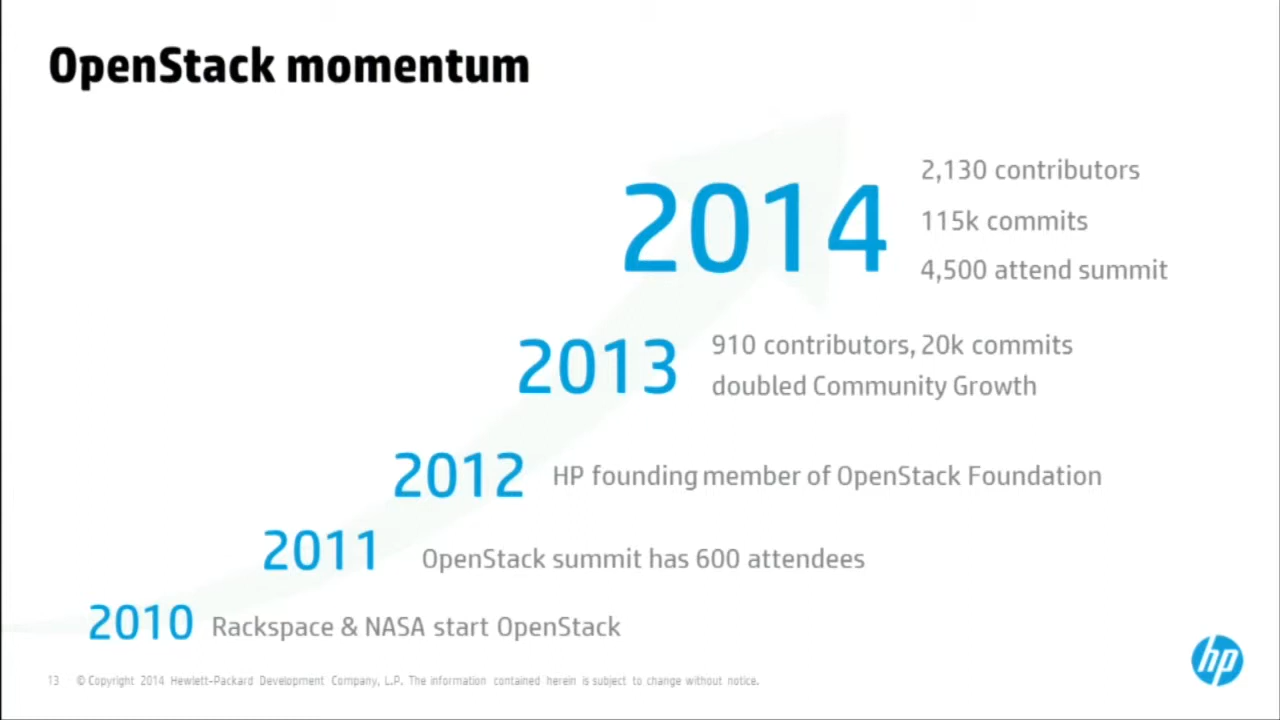 OpenStack momentum
2014
2,130 contributors
115k commits
4,500 attend summit
2013
910 contributors, 20k commits
doubled Community Growth
2012 HP founding member of OpenStack Foundation
2011 OpenStack summit has 600 attendees
2010 Rackspace & NASA start OpenStack
13 © Copyright 2014 Hewlett-Packard Development Company, L.P. The information contained herein is subject to change without notice.
hp